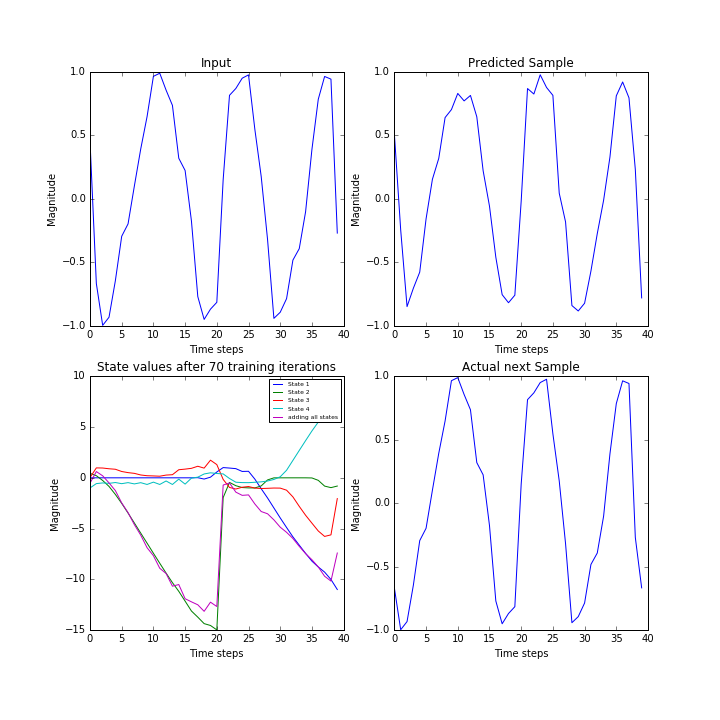 Input
Magnitude
1.0
0.5
0.0
−0.5
−1.0
0 5 10 15 20 25 30 35 40
Time steps
Predicted Sample
Magnitude
1.0
0.5
0.0
−0.5
−1.0
0 5 10 15 20 25 30 35 40
Time steps
State values after 70 training iterations
Magnitude
10
5
0
−5
−10
−15
0 5 10 15 20 25 30 35 40
Time steps
State 1
State 2
State 3
State 4
adding all states
Actual next Sample
Magnitude
1.0
0.5
0.0
−0.5
−1.0
0 5 10 15 20 25 30 35 40
Time steps